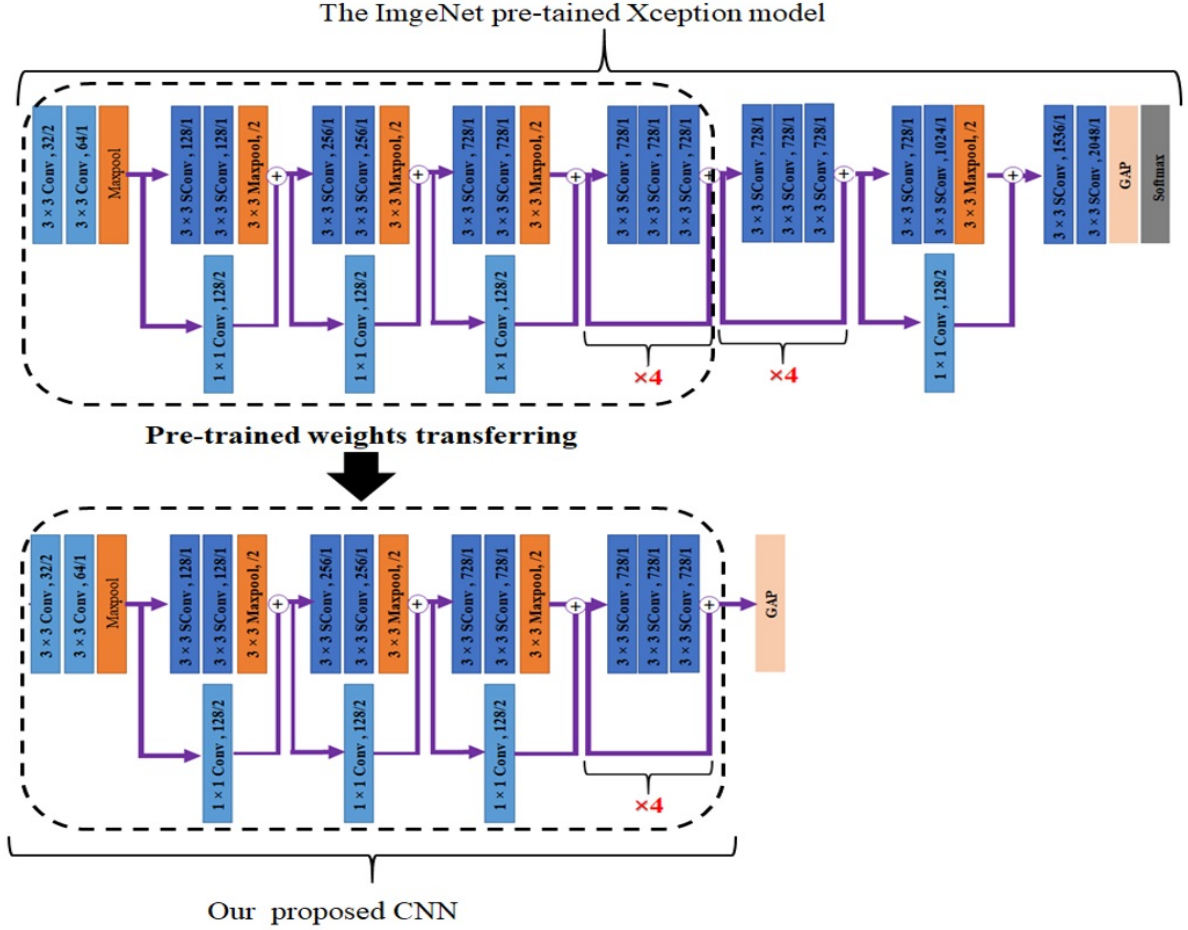 The ImgeNet pre-tained Xception model
3 × 3 Conv , 32/2
3 × 3 Conv , 64/1
Maxpool
3 × 3 SConv , 128/1
3 × 3 SConv , 128/1
3 × 3 Maxpool, /2
3 × 3 SConv , 256/1
3 × 3 SConv , 256/1
3 × 3 Maxpool, /2
3 × 3 SConv , 728/1
3 × 3 SConv , 728/1
3 × 3 Maxpool, /2
3 × 3 SConv , 728/1
3 × 3 SConv , 728/1
3 × 3 SConv , 728/1
3 × 3 SConv , 728/1
3 × 3 SConv , 728/1
3 × 3 SConv , 728/1
3 × 3 SConv , 728/1
3 × 3 SConv , 1024/1
3 × 3 Maxpool, /2
3 × 3 SConv , 1536/1
3 × 3 SConv , 2048/1
GAP
Softmax
+
+
+
+
+
+
1 × 1 Conv , 128/2
1 × 1 Conv , 128/2
1 × 1 Conv , 128/2
1 × 1 Conv , 128/2
×4
×4
Pre-trained weights transferring
3 × 3 Conv , 32/2
3 × 3 Conv , 64/1
Maxpool
3 × 3 SConv , 128/1
3 × 3 SConv , 128/1
3 × 3 Maxpool, /2
3 × 3 SConv , 256/1
3 × 3 SConv , 256/1
3 × 3 Maxpool, /2
3 × 3 SConv , 728/1
3 × 3 SConv , 728/1
3 × 3 Maxpool, /2
3 × 3 SConv , 728/1
3 × 3 SConv , 728/1
3 × 3 SConv , 728/1
GAP
+
+
+
+
1 × 1 Conv , 128/2
1 × 1 Conv , 128/2
1 × 1 Conv , 128/2
×4
Our proposed CNN